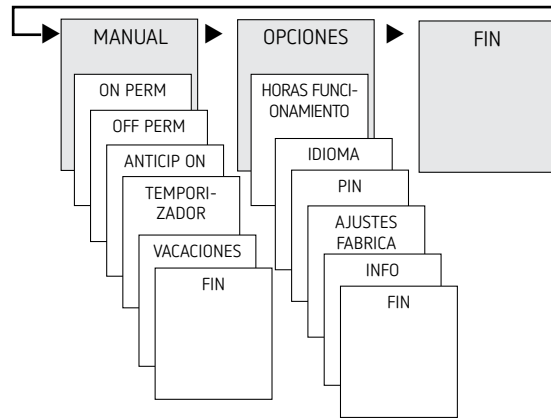 MANUAL
ON PERM
OFF PERM
ANTICIP ON
TEMPORI-
ZADOR
VACACIONES
FIN
OPCIONES
HORAS FUNCI-
ONAMIENTO
IDIOMA
PIN
AJUSTES
FABRICA
INFO
FIN
FIN